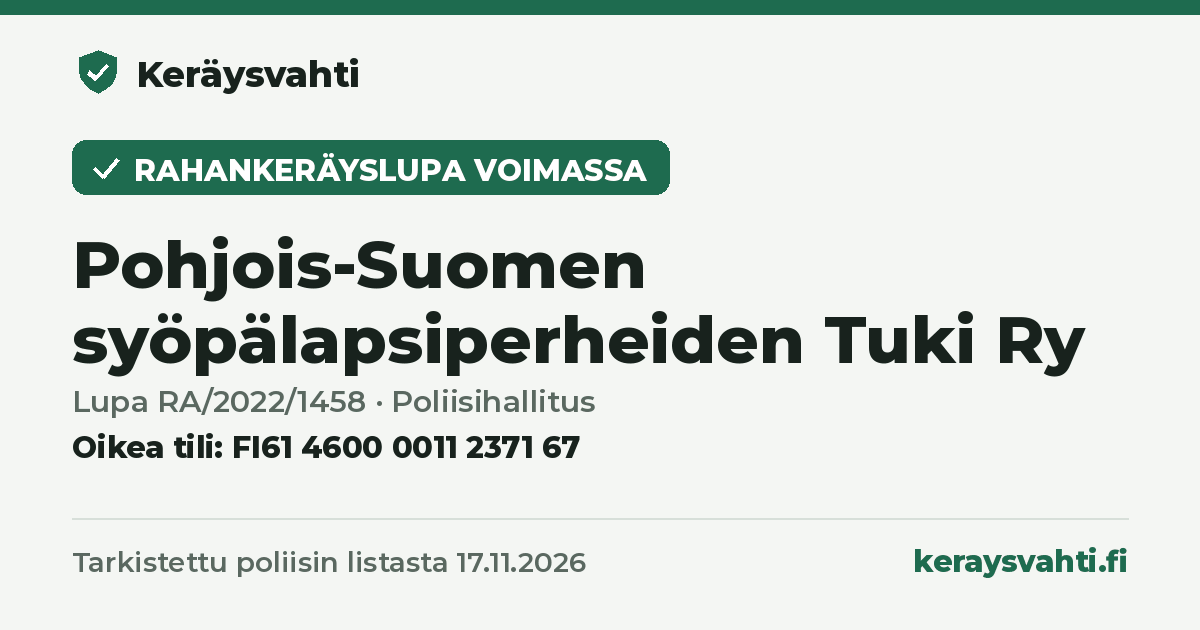 Keräysvahti
RAHANKERÄYSLUPA VOIMASSA
Pohjois-Suomen
syöpälapsiperheiden Tuki Ry
Lupa RA/2022/1458 · Poliisihallitus
Oikea tili: FI61 4600 0011 2371 67
Tarkistettu poliisin listasta 17.11.2026
keraysvahti.fi